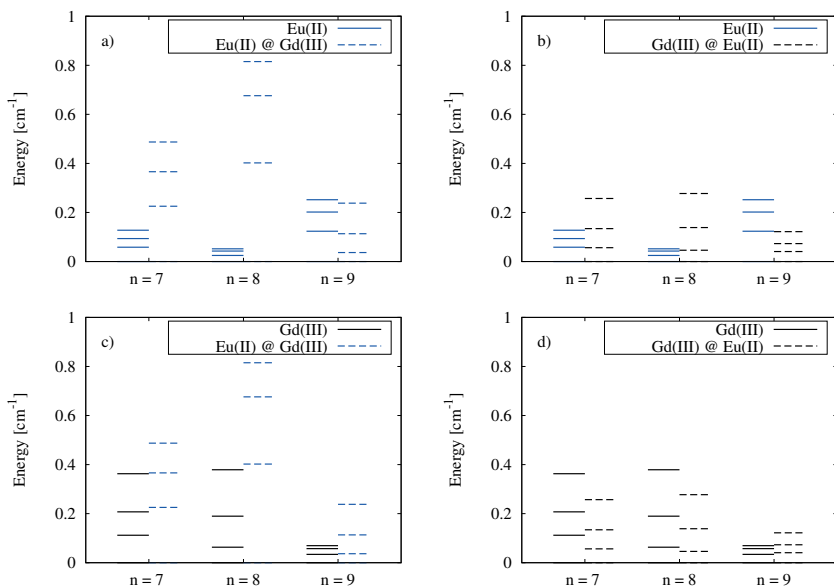 a)
Eu(II)
Eu(II) @ Gd(III)
Energy [cm⁻¹]
1
0.8
0.6
0.4
0.2
0
n = 7
n = 8
n = 9
b)
Eu(II)
Gd(III) @ Eu(II)
Energy [cm⁻¹]
1
0.8
0.6
0.4
0.2
0
n = 7
n = 8
n = 9
c)
Gd(III)
Eu(II) @ Gd(III)
Energy [cm⁻¹]
1
0.8
0.6
0.4
0.2
0
n = 7
n = 8
n = 9
d)
Gd(III)
Gd(III) @ Eu(II)
Energy [cm⁻¹]
1
0.8
0.6
0.4
0.2
0
n = 7
n = 8
n = 9